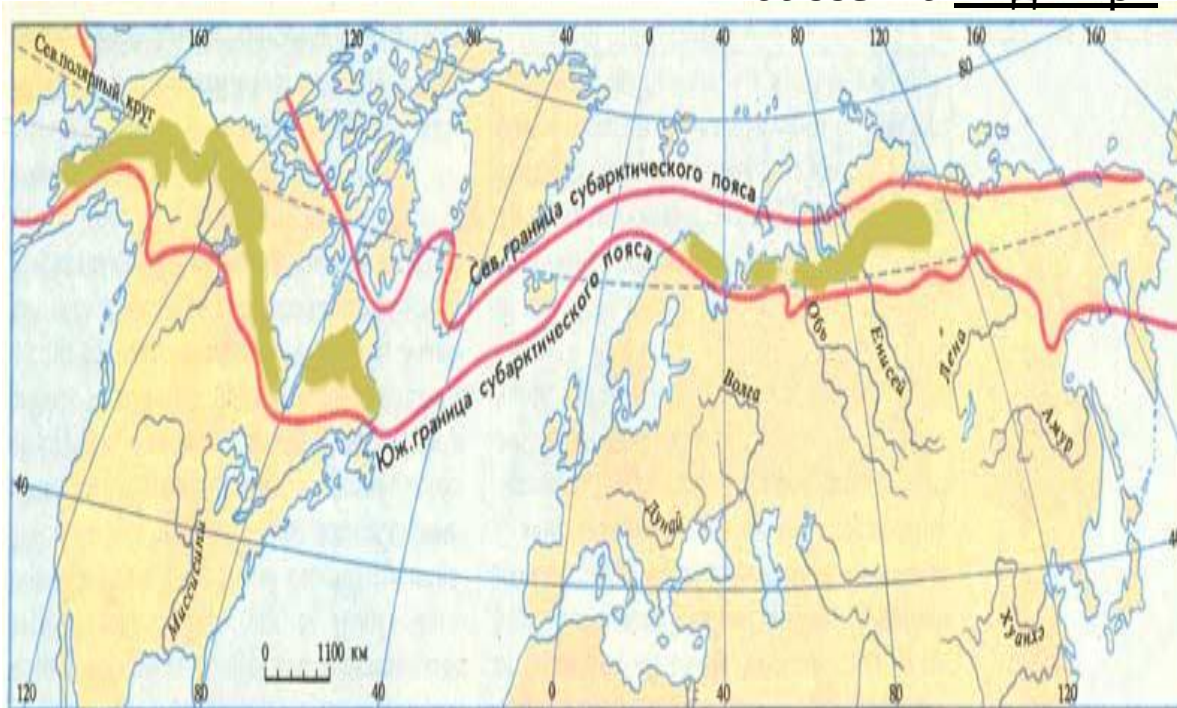 160
120
80
40
0
40
80
120
160
160
80
Сев.полярный круг
Сев.граница субарктического пояса
Юж.граница субарктического пояса
Обь
Енисей
Лена
Волга
Амур
Дунай
Хуанхэ
Миссисипи
40
40
0 1100 км
120
80
40
0
40
80
120